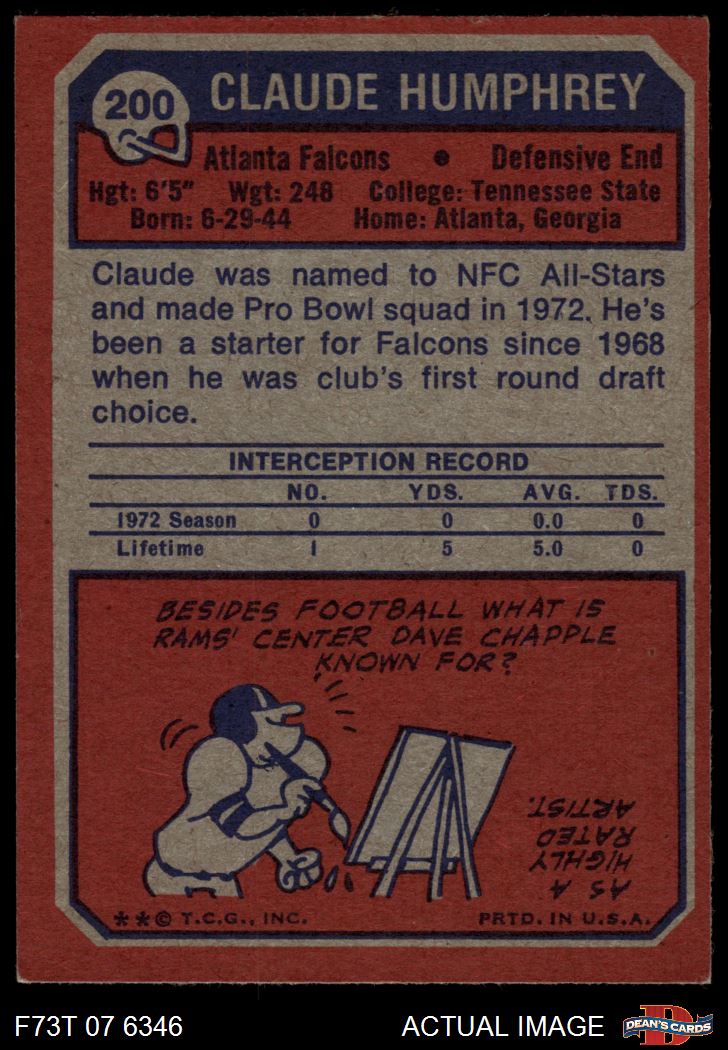 200 CLAUDE HUMPHREY
Atlanta Falcons • Defensive End
Hgt: 6'5" Wgt: 248 College: Tennessee State
Born: 6-29-44 Home: Atlanta, Georgia
Claude was named to NFC All-Stars
and made Pro Bowl squad in 1972. He's
been a starter for Falcons since 1968
when he was club's first round draft
choice.
INTERCEPTION RECORD
NO. YDS. AVG. TDS.
1972 Season 0 0 0.0 0
Lifetime 1 5 5.0 0
BESIDES FOOTBALL WHAT IS
RAMS' CENTER DAVE CHAPPLE
KNOWN FOR?
AS A
HIGHLY
RATED
ARTIST.
**© T.C.G., INC. PRTD. IN U.S.A.
F73T 07 6346 ACTUAL IMAGE
D
DEAN'S CARDS